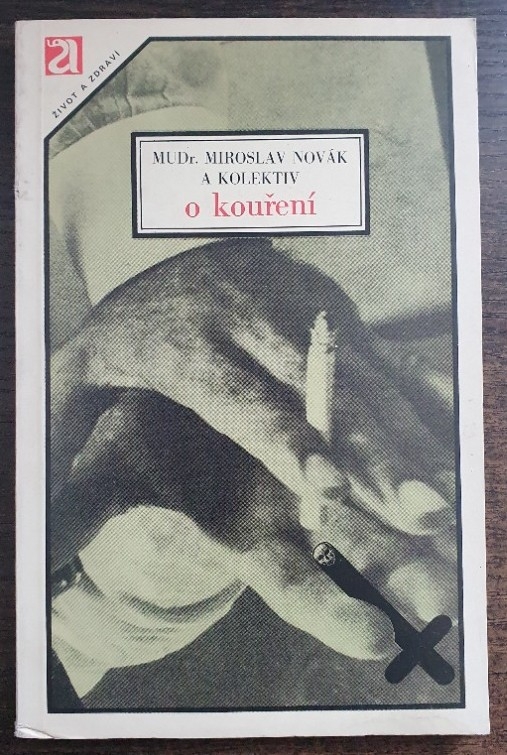 a
ŽIVOT A ZDRAVÍ
MUDr. MIROSLAV NOVÁK
A KOLEKTIV
o kouření